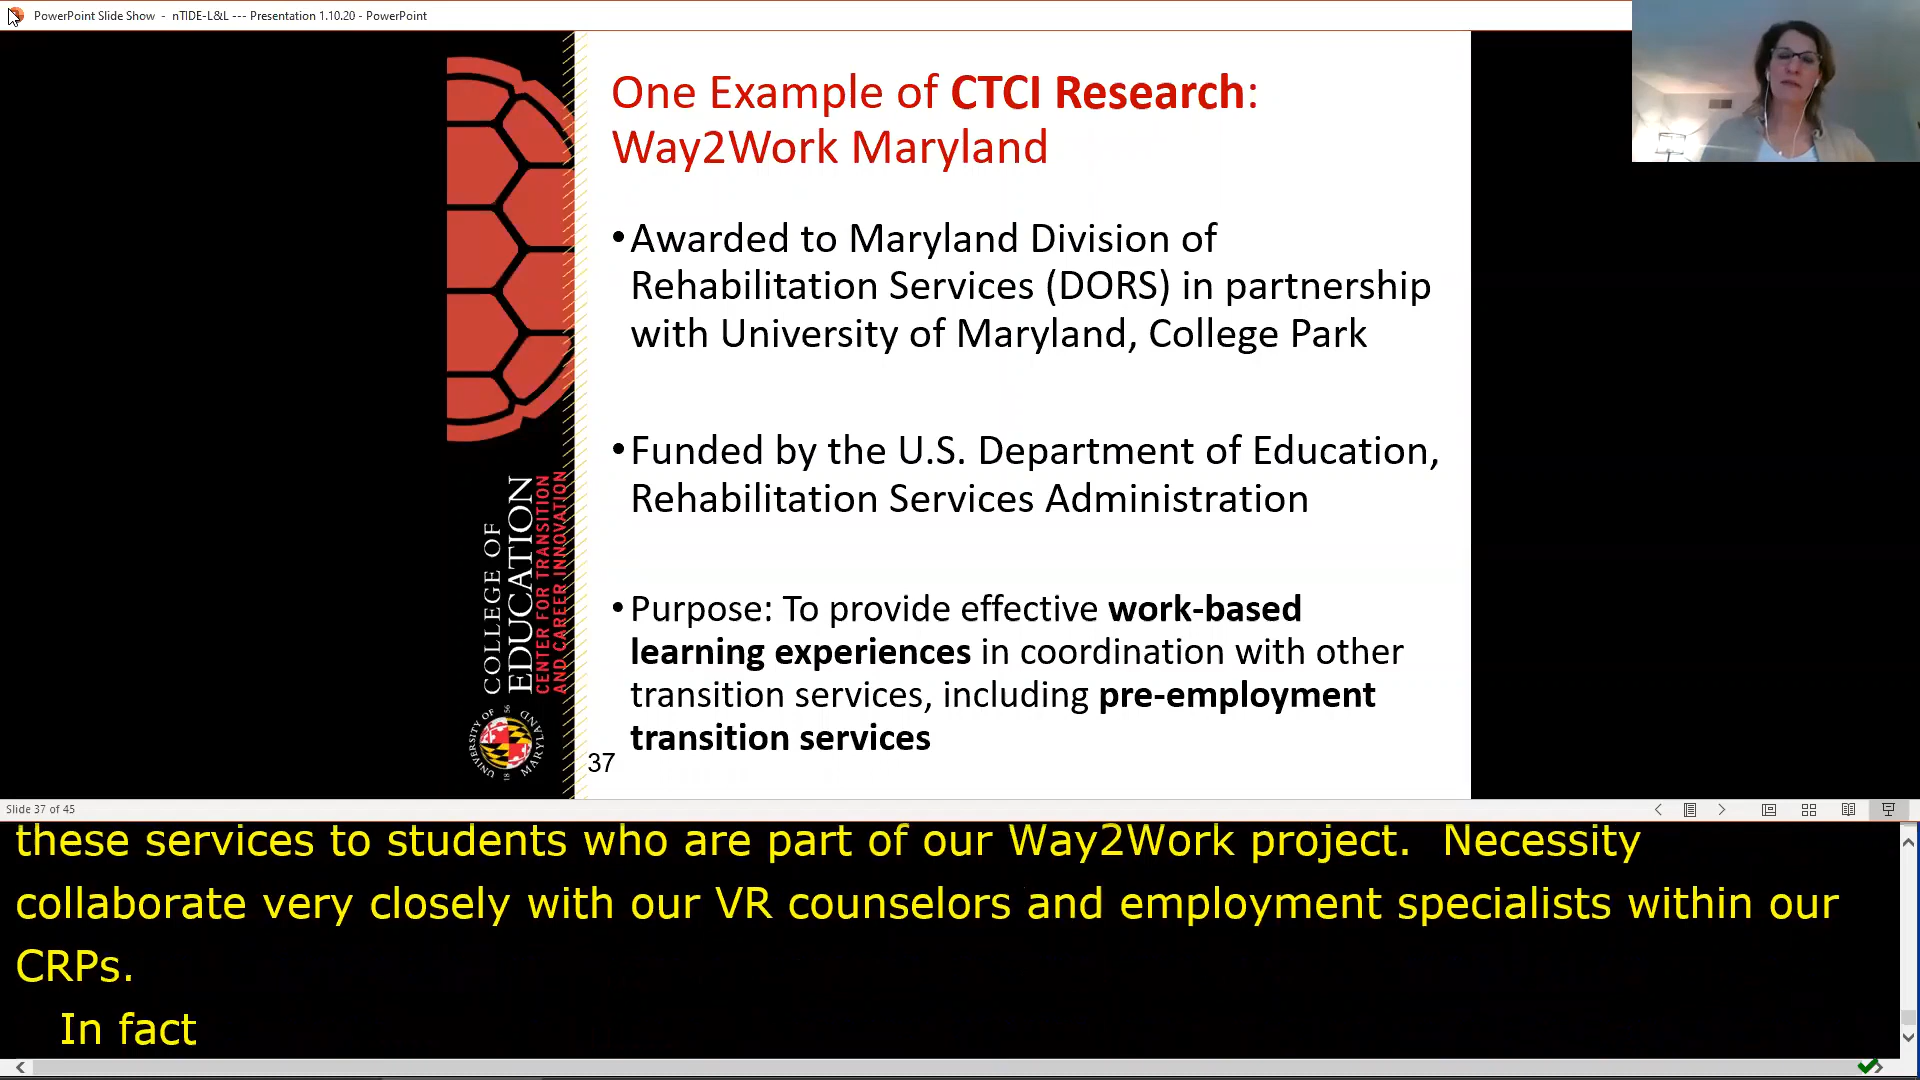 PowerPoint Slide Show - nTIDE-L&L --- Presentation 1.10.20 - PowerPoint
One Example of CTCI Research:
Way2Work Maryland
•Awarded to Maryland Division of
Rehabilitation Services (DORS) in partnership
with University of Maryland, College Park
•Funded by the U.S. Department of Education,
Rehabilitation Services Administration
•Purpose: To provide effective work-based
learning experiences in coordination with other
transition services, including pre-employment
transition services
37
COLLEGE OF
EDUCATION
CENTER FOR TRANSITION
AND CAREER INNOVATION
UNIVERSITY OF MARYLAND
18 56
Slide 37 of 45
these services to students who are part of our Way2Work project.  Necessity
collaborate very closely with our VR counselors and employment specialists within our
CRPs.
In fact